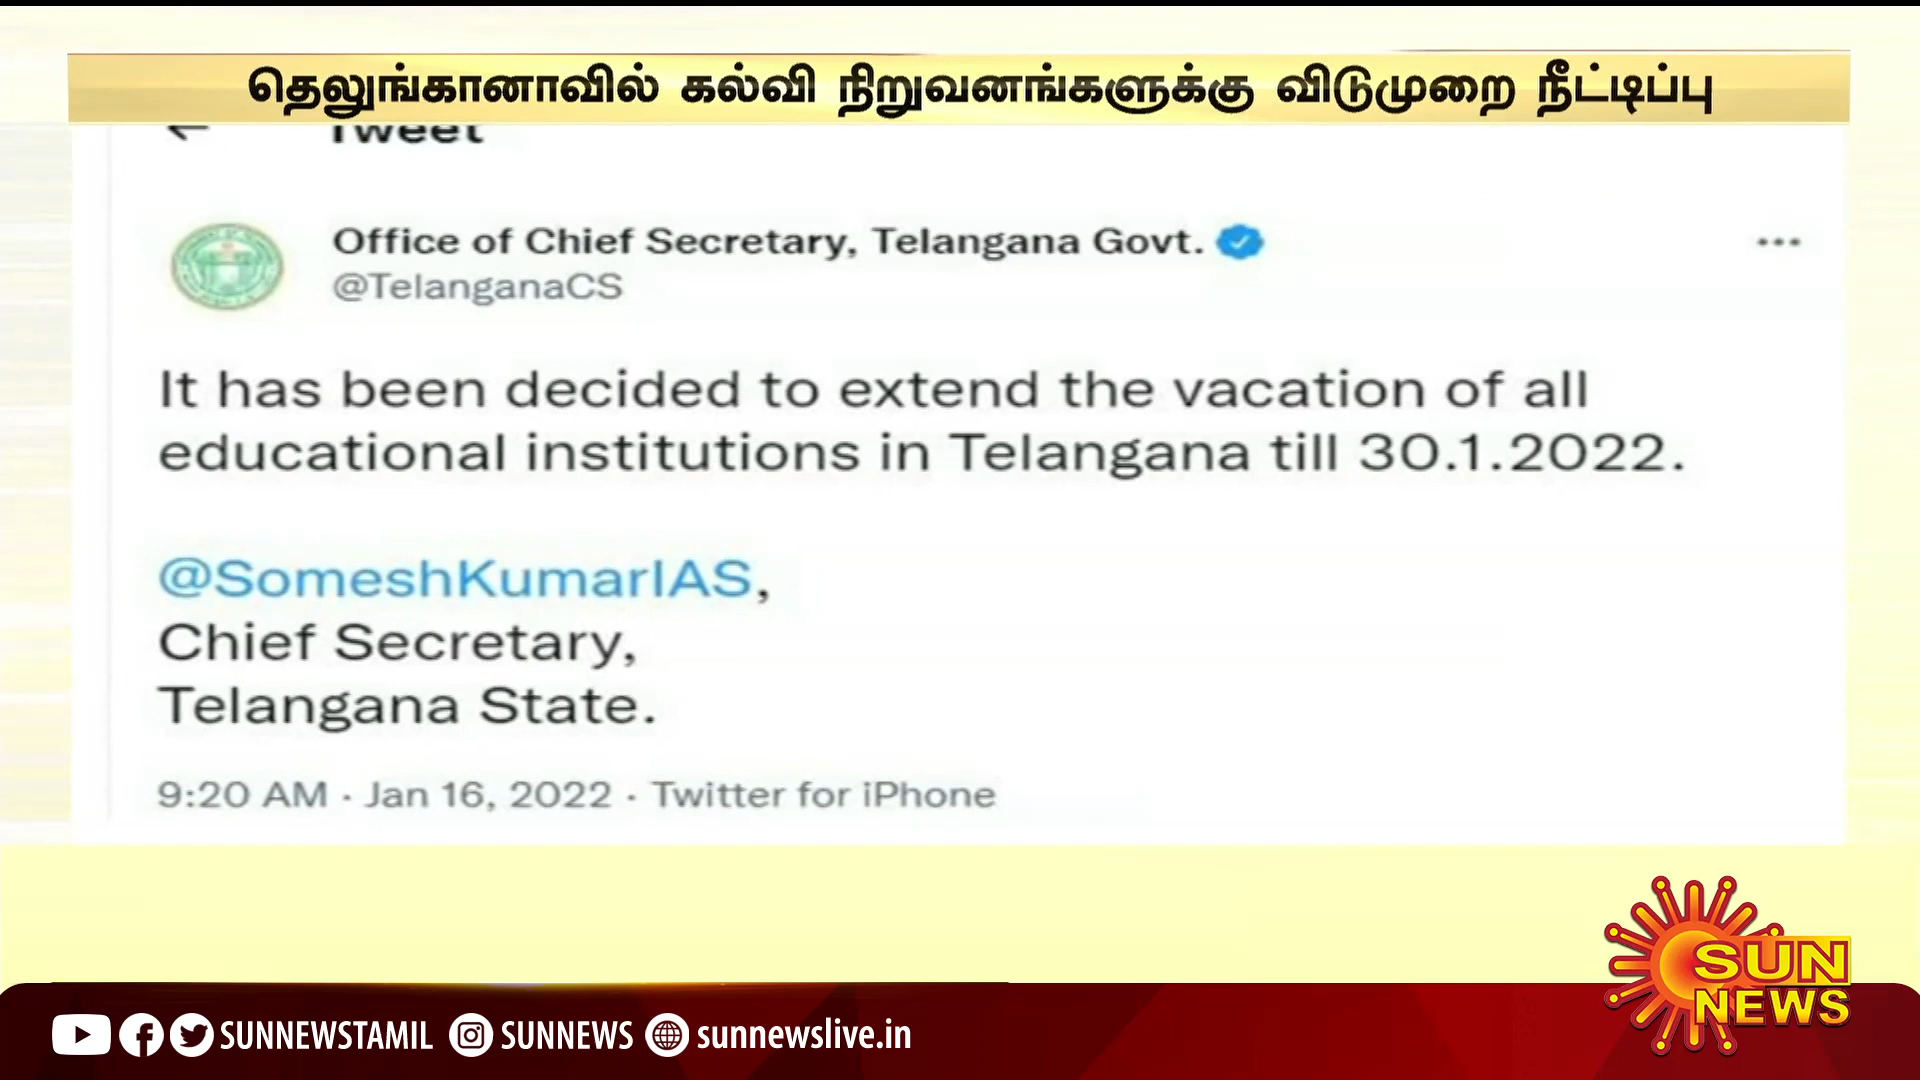 தெலுங்கானாவில் கல்வி நிறுவனங்களுக்கு விடுமுறை நீட்டிப்பு
Tweet
Office of Chief Secretary, Telangana Govt.
@TelanganaCS
It has been decided to extend the vacation of all
educational institutions in Telangana till 30.1.2022.
@SomeshKumarIAS,
Chief Secretary,
Telangana State.
9:20 AM · Jan 16, 2022 · Twitter for iPhone
SUN
NEWS
SUNNEWSTAMIL SUNNEWS sunnewslive.in